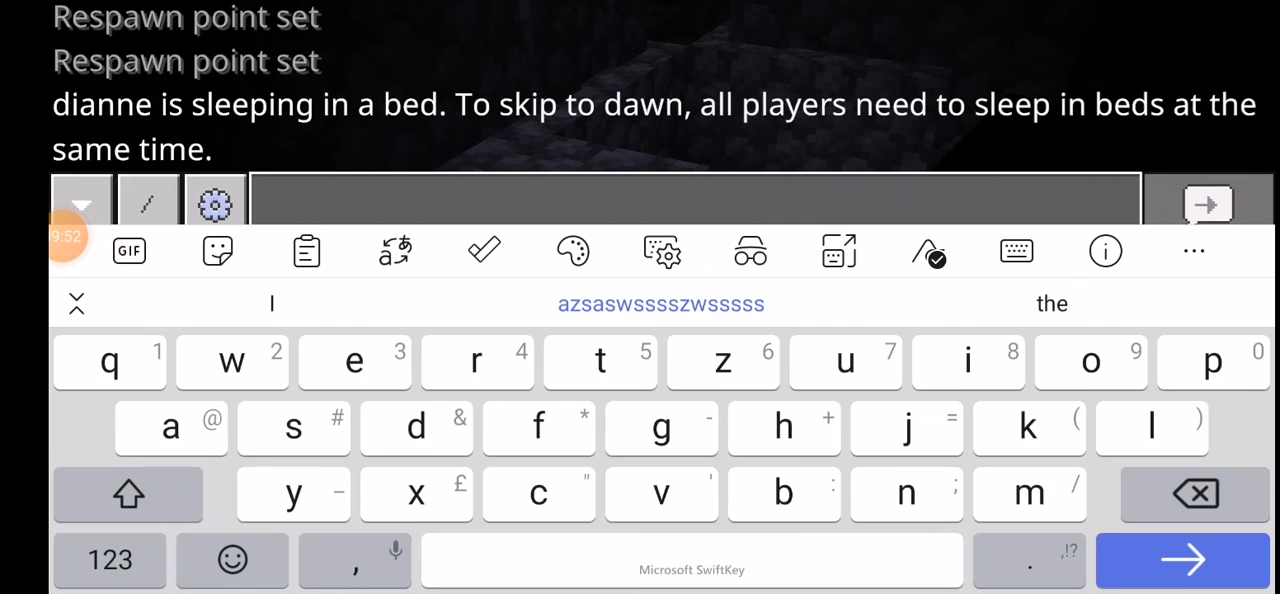 Respawn point set
Respawn point set
dianne is sleeping in a bed. To skip to dawn, all players need to sleep in beds at the
same time.
/
9:52
GIF
I azsaswsssszwsssss the
q 1 w 2 e 3 r 4 t 5 z 6 u 7 i 8 o 9 p 0
a @ s # d & f * g - h + j = k ( l )
y _ x £ c " v ' b : n ; m /
123 , Microsoft SwiftKey . ,!?